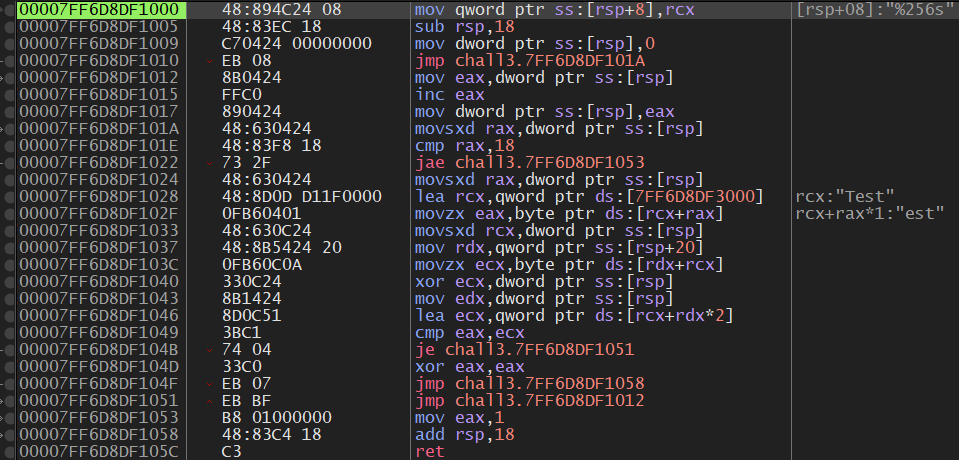 00007FF6D8DF1000 48:894C24 08 mov qword ptr ss:[rsp+8],rcx [rsp+08]:"%256s"
00007FF6D8DF1005 48:83EC 18 sub rsp,18
00007FF6D8DF1009 C70424 00000000 mov dword ptr ss:[rsp],0
00007FF6D8DF1010 EB 08 jmp chall3.7FF6D8DF101A
00007FF6D8DF1012 8B0424 mov eax,dword ptr ss:[rsp]
00007FF6D8DF1015 FFC0 inc eax
00007FF6D8DF1017 890424 mov dword ptr ss:[rsp],eax
00007FF6D8DF101A 48:630424 movsxd rax,dword ptr ss:[rsp]
00007FF6D8DF101E 48:83F8 18 cmp rax,18
00007FF6D8DF1022 73 2F jae chall3.7FF6D8DF1053
00007FF6D8DF1024 48:630424 movsxd rax,dword ptr ss:[rsp]
00007FF6D8DF1028 48:8D0D D11F0000 lea rcx,qword ptr ds:[7FF6D8DF3000] rcx:"Test"
00007FF6D8DF102F 0FB60401 movzx eax,byte ptr ds:[rcx+rax] rcx+rax*1:"est"
00007FF6D8DF1033 48:630C24 movsxd rcx,dword ptr ss:[rsp]
00007FF6D8DF1037 48:8B5424 20 mov rdx,qword ptr ss:[rsp+20]
00007FF6D8DF103C 0FB60C0A movzx ecx,byte ptr ds:[rdx+rcx]
00007FF6D8DF1040 330C24 xor ecx,dword ptr ss:[rsp]
00007FF6D8DF1043 8B1424 mov edx,dword ptr ss:[rsp]
00007FF6D8DF1046 8D0C51 lea ecx,qword ptr ds:[rcx+rdx*2]
00007FF6D8DF1049 3BC1 cmp eax,ecx
00007FF6D8DF104B 74 04 je chall3.7FF6D8DF1051
00007FF6D8DF104D 33C0 xor eax,eax
00007FF6D8DF104F EB 07 jmp chall3.7FF6D8DF1058
00007FF6D8DF1051 EB BF jmp chall3.7FF6D8DF1012
00007FF6D8DF1053 B8 01000000 mov eax,1
00007FF6D8DF1058 48:83C4 18 add rsp,18
00007FF6D8DF105C C3 ret